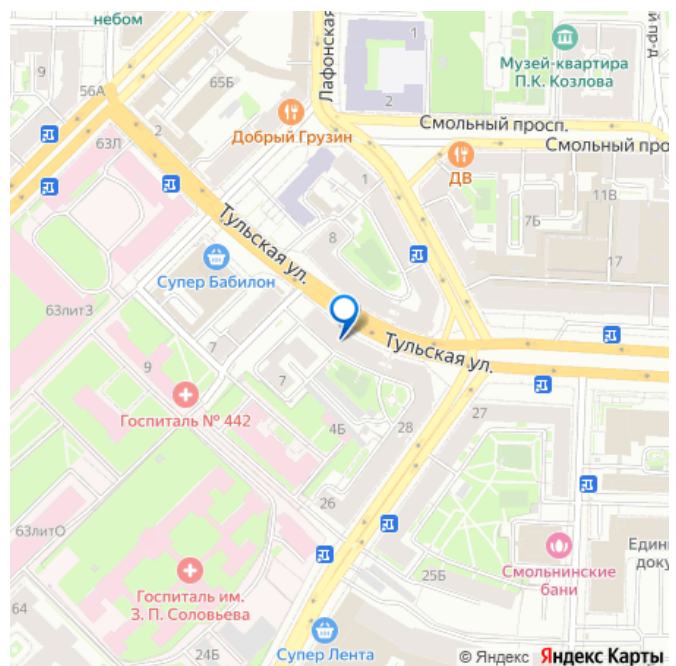 небом
9
56А
65Б
Лафонская
1
2
Музей-квартира
П.К. Козлова
й пр-д
Добрый Грузин
Смольный просп.
Смольный про
2
63Л
ДВ
1
11В
7Б
Тульская ул.
8
17
Супер Бабилон
63литЗ
7
Тульская ул.
9
7
Госпиталь № 442
4Б
28
27
26
63литО
Един
доку
Смольнинские
бани
25Б
Госпиталь им.
З. П. Соловьева
64
24Б
Супер Лента
© Яндекс Яндекс Карты